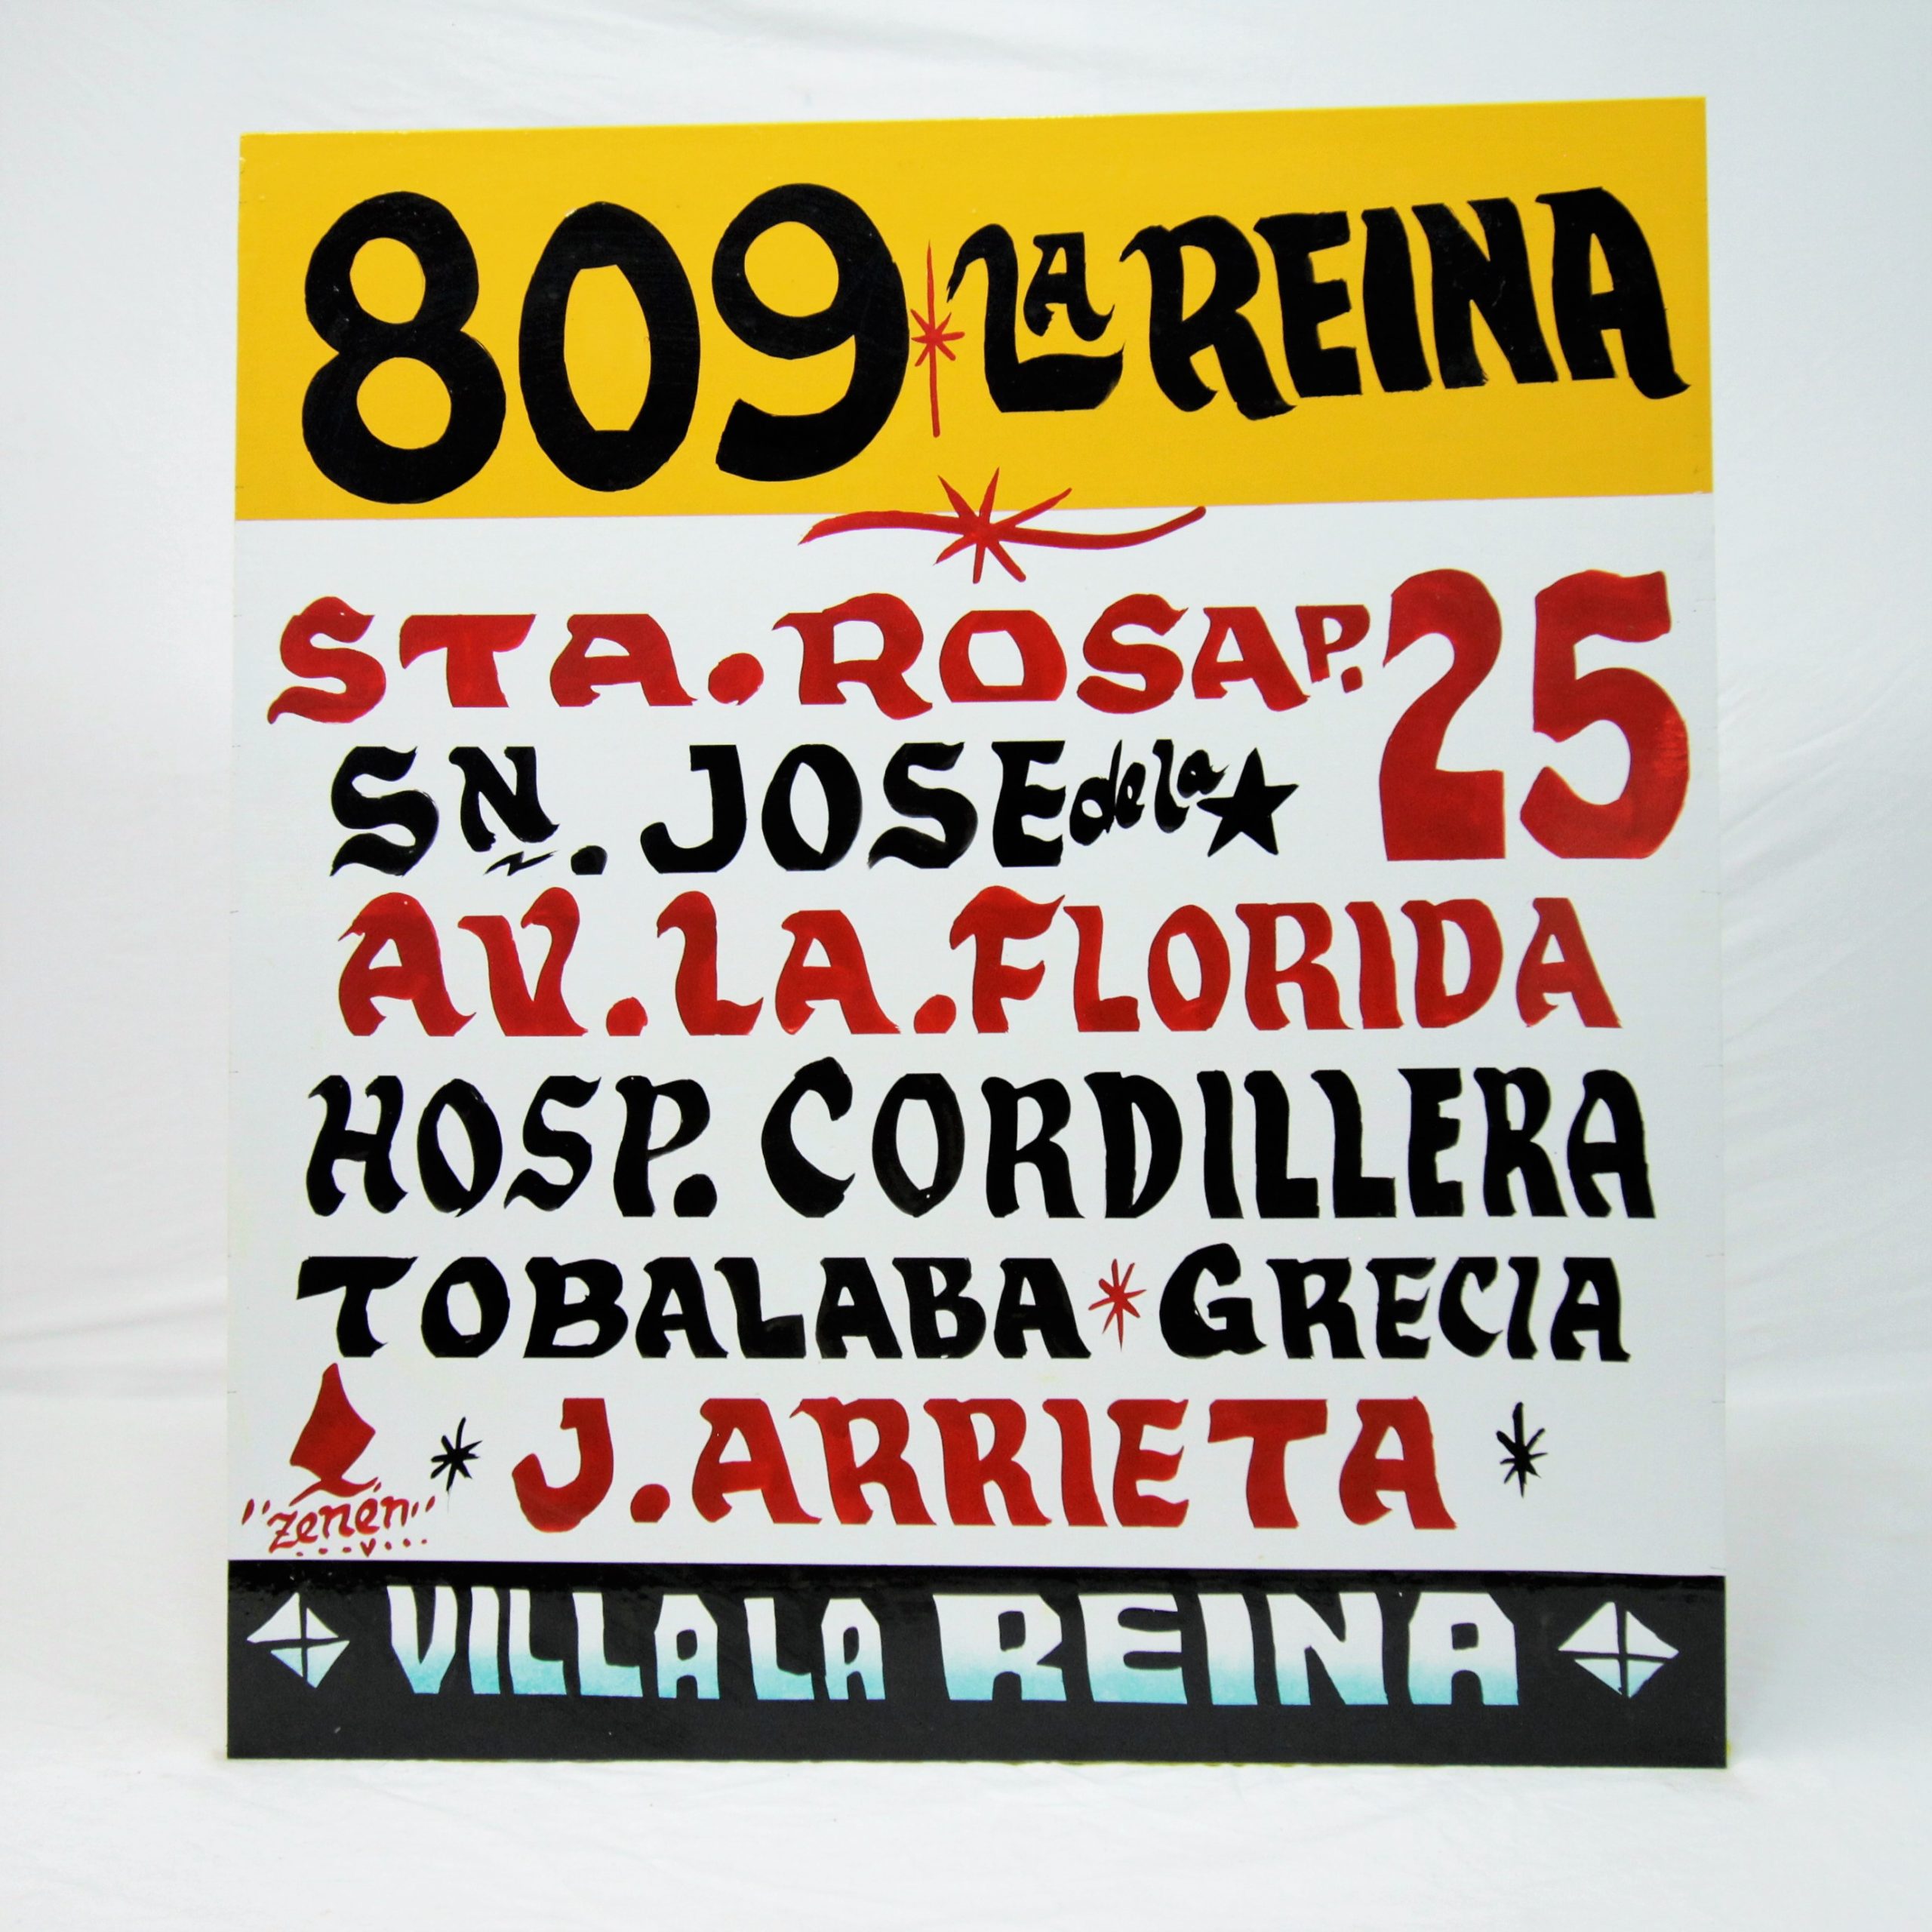 809 LA REINA
STA. ROSA P. 25
SN. JOSE de la ★
AV. LA. FLORIDA
HOSP. CORDILLERA
TOBALABA * GRECIA
* J. ARRIETA *
"zenén"
VILLA LA REINA